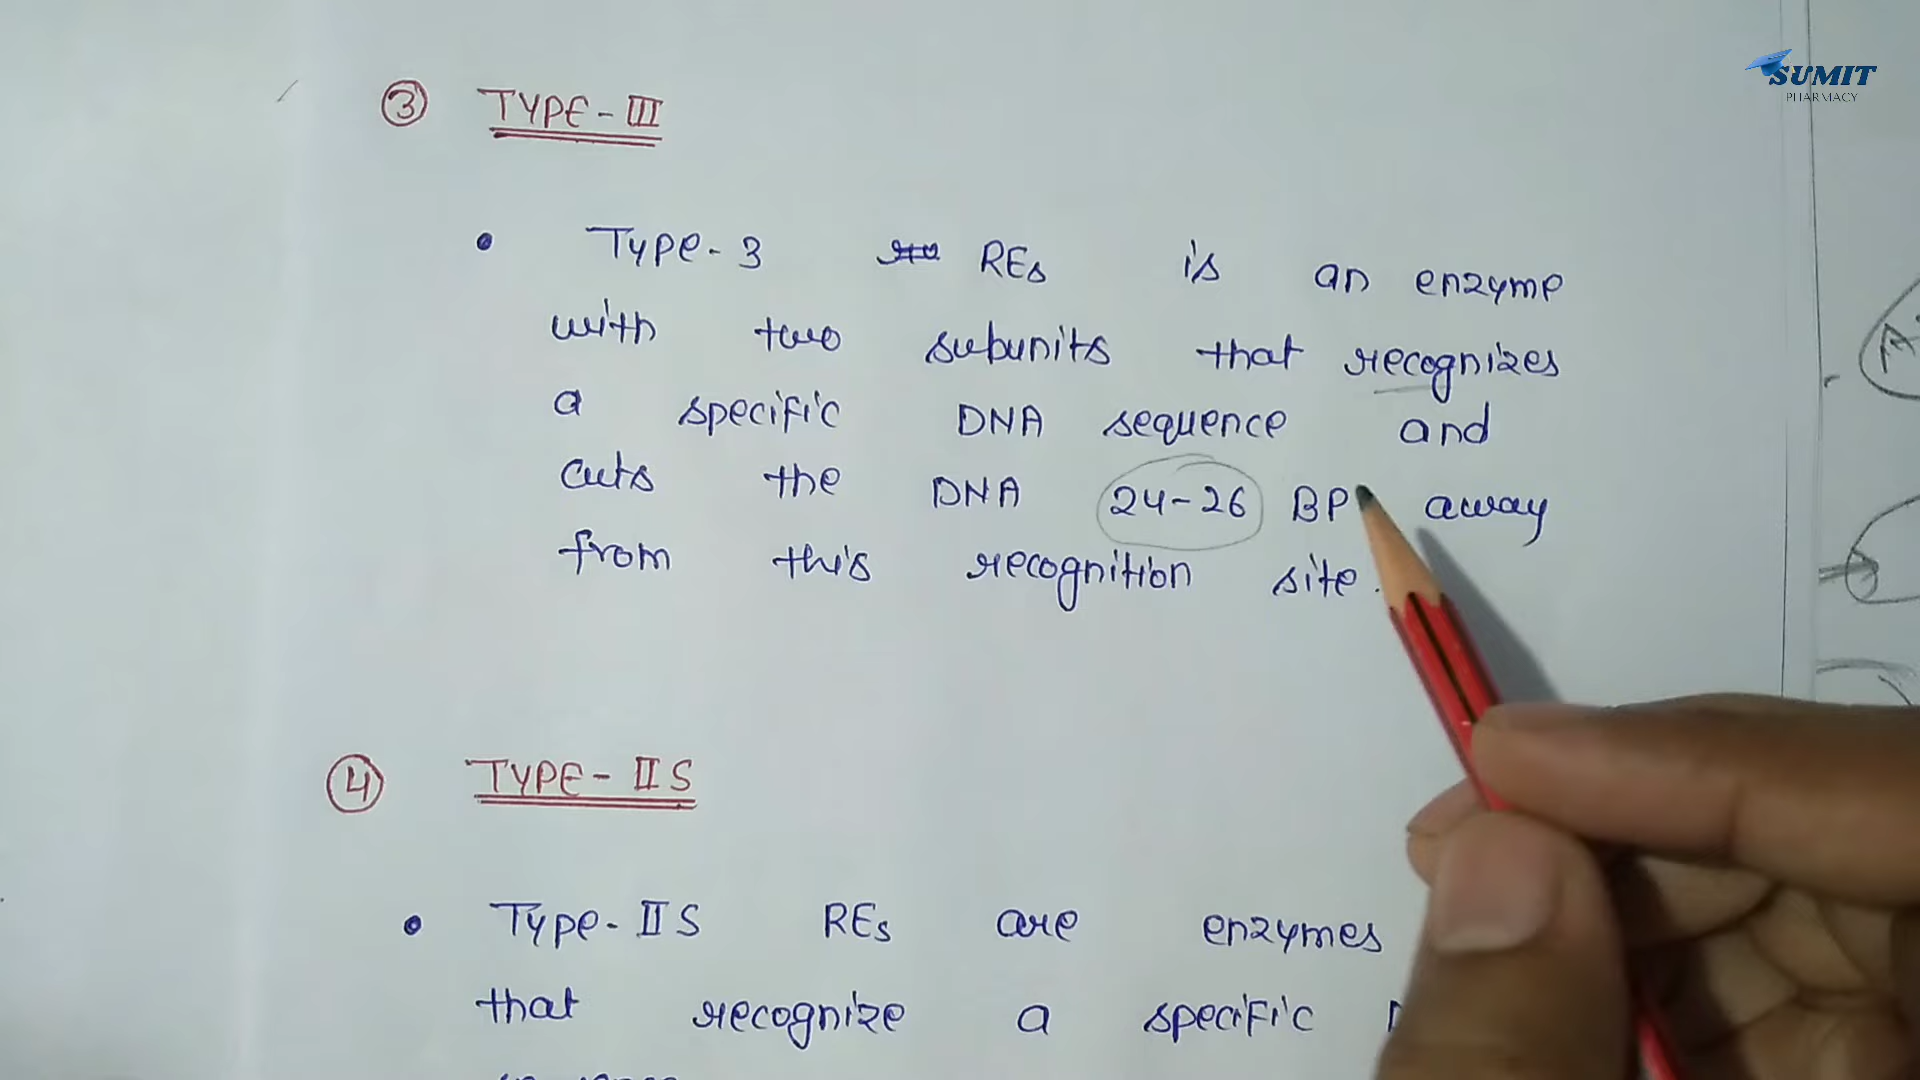 SUMIT
PHARMACY
③ TYPE-III
• Type-3 REs is an enzyme
with two subunits that recognizes
a specific DNA sequence and
cuts the DNA 24-26 BP away
from this recognition site.
④ TYPE-IIS
• Type-IIS REs are enzymes
that recognize a specific